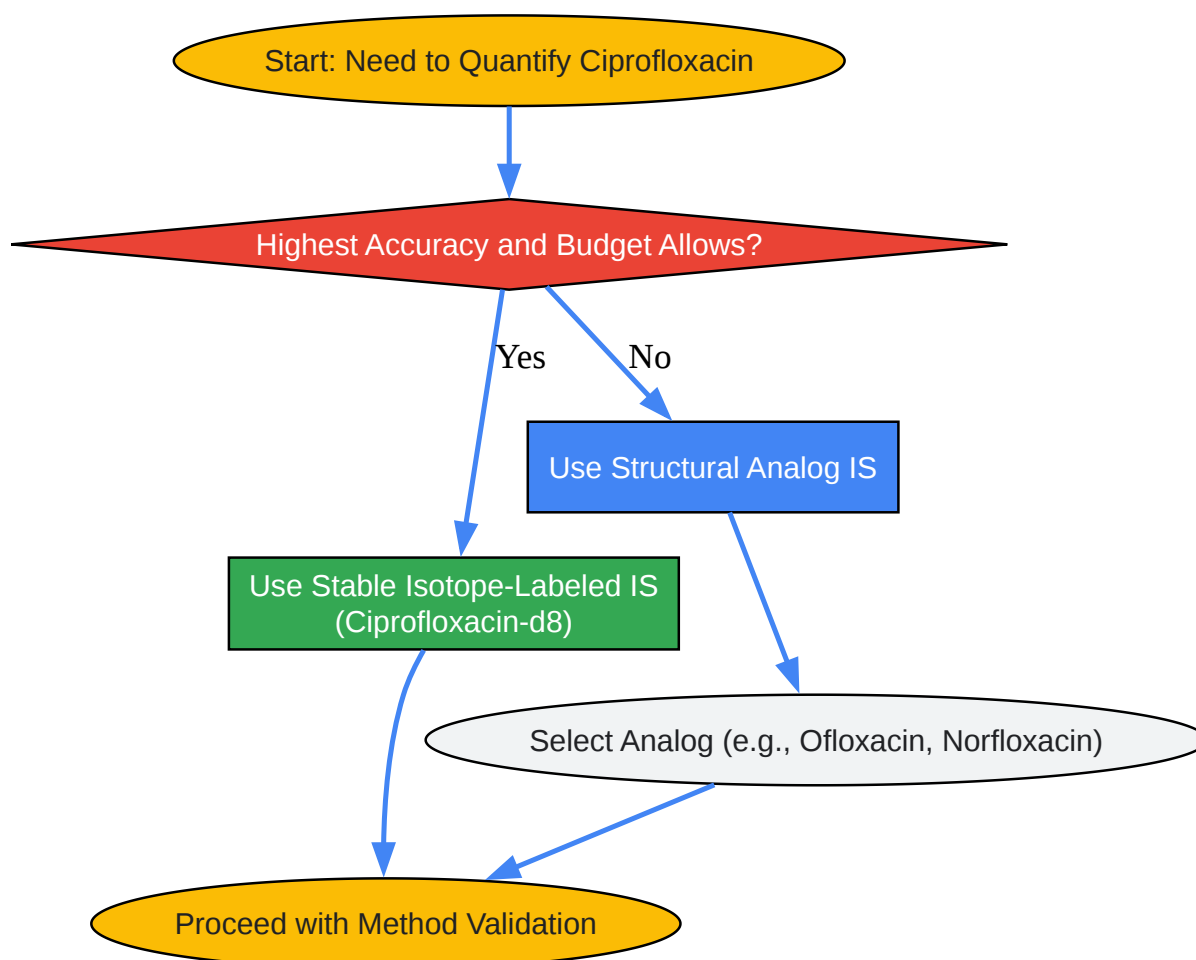 Start: Need to Quantify Ciprofloxacin
Highest Accuracy and Budget Allows?
Yes
No
Use Structural Analog IS
Use Stable Isotope-Labeled IS
(Ciprofloxacin-d8)
Select Analog (e.g., Ofloxacin, Norfloxacin)
Proceed with Method Validation